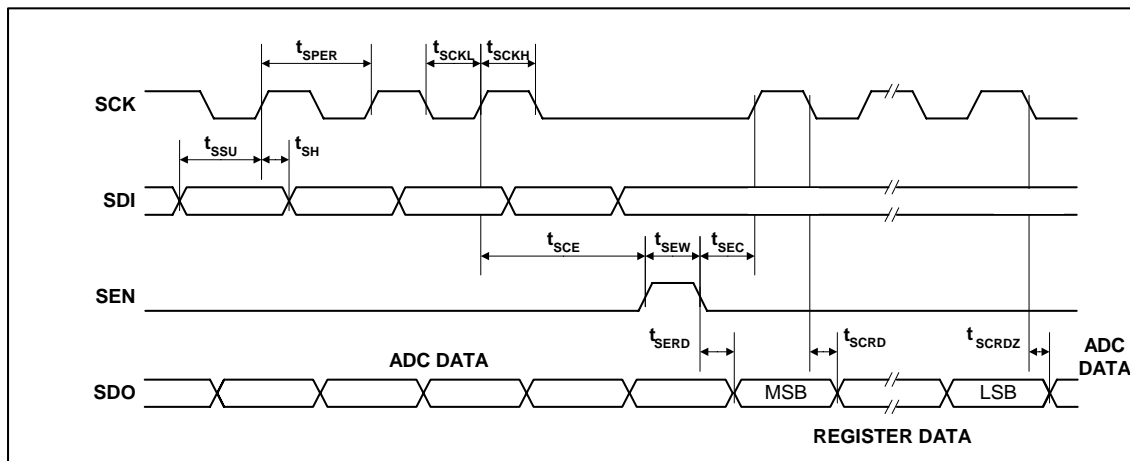 tSPER
tSCKL
tSCKH
SCK
tSSU
tSH
SDI
tSCE
tSEW
tSEC
SEN
tSERD
tSCRD
tSCRDZ
ADC DATA
ADC
DATA
SDO
MSB
LSB
REGISTER DATA